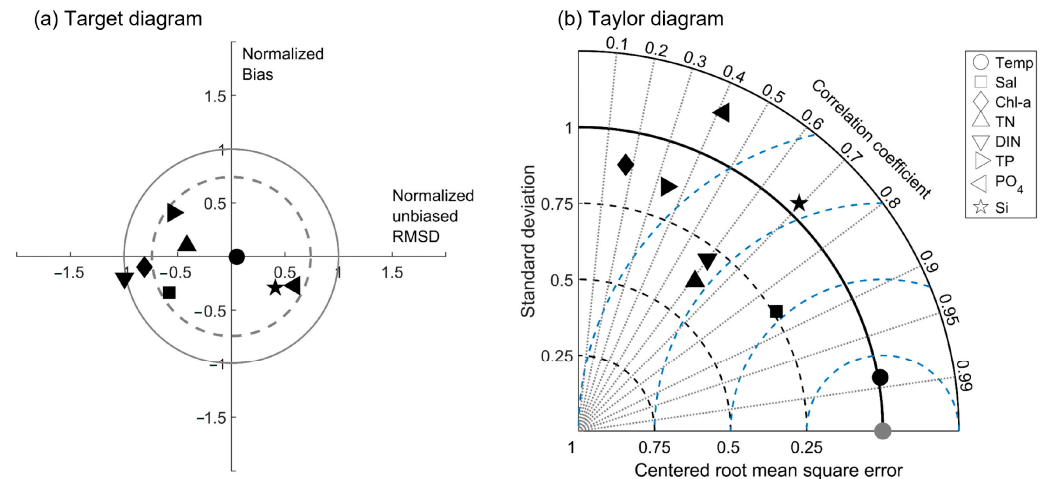 (a) Target diagram
Normalized
Bias
1.5
1
0.5
−0.5
−1
−1.5
−1.5
−1
−0.5
0.5
1
1.5
Normalized
unbiased
RMSD
(b) Taylor diagram
0.1
0.2
0.3
0.4
0.5
0.6
0.7
0.8
0.9
0.95
0.99
Correlation coefficient
Standard deviation
1
0.75
0.5
0.25
1
0.75
0.5
0.25
Centered root mean square error
Temp
Sal
Chl-a
TN
DIN
TP
PO4
Si